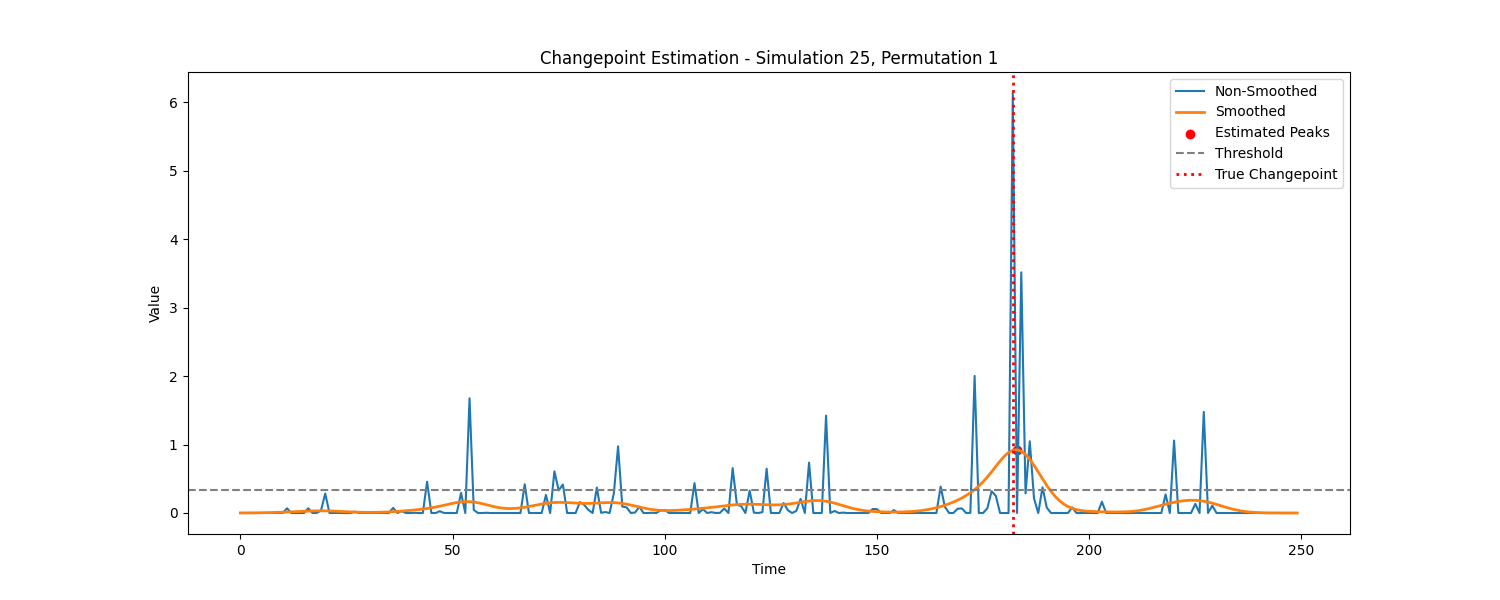 Changepoint Estimation - Simulation 25, Permutation 1
Non-Smoothed
Smoothed
Estimated Peaks
Threshold
True Changepoint
Value
6
5
4
3
2
1
0
0 50 100 150 200 250
Time